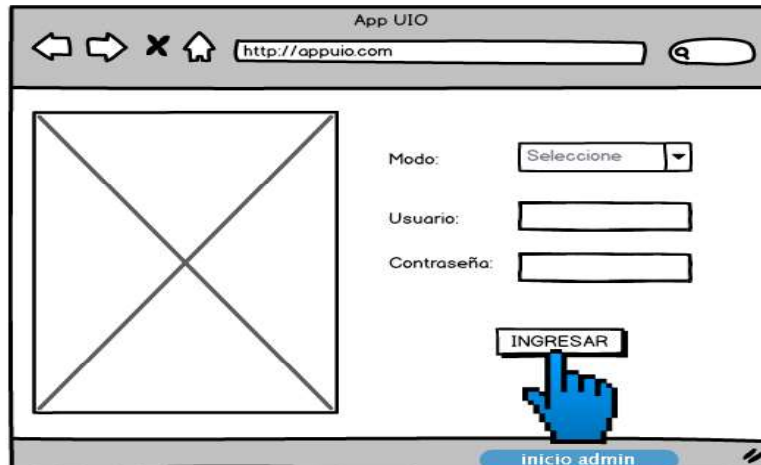 App UIO
http://appuio.com
Modo:
Seleccione
Usuario:
Contraseña:
INGRESAR
inicio admin